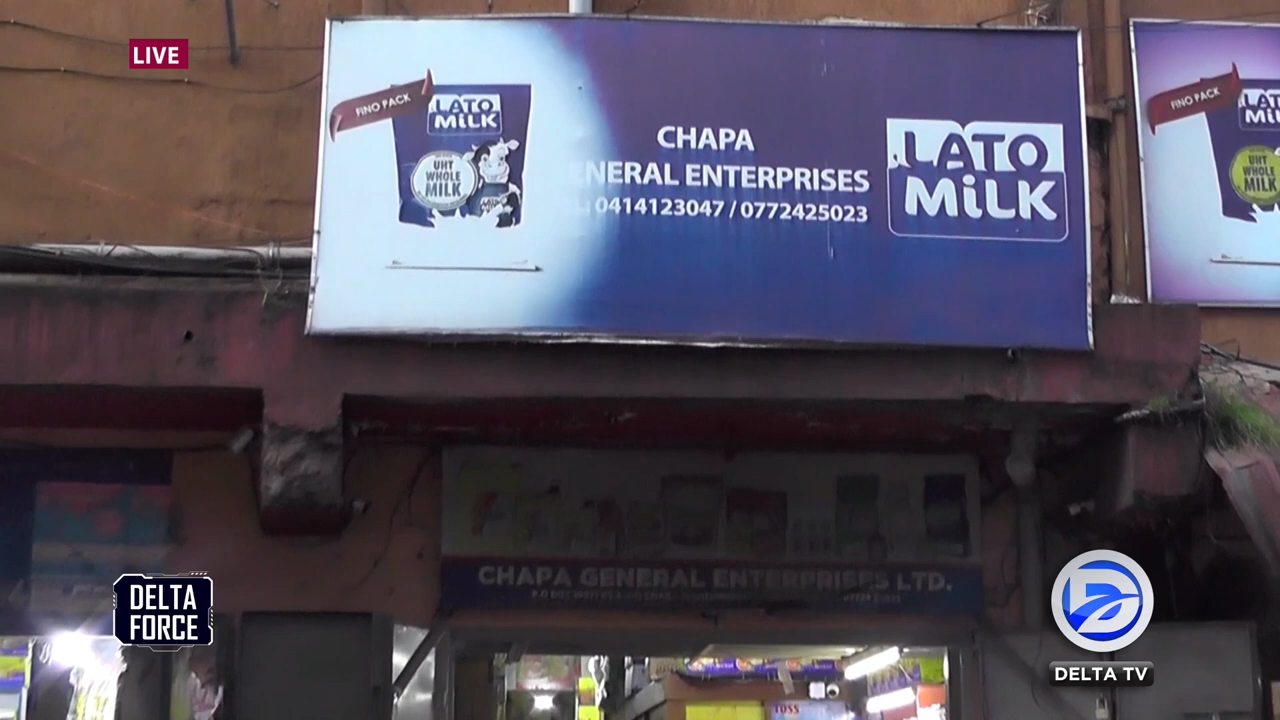 LIVE
FINO PACK
LATO
MiLK
UHT
WHOLE
MILK
CHAPA
ENERAL ENTERPRISES
: 0414123047 / 0772425023
LATO
MiLK
FINO PACK
UHT
WHOLE
MILK
CHAPA GENERAL ENTERPRISES LTD.
DELTA
FORCE
TOSS
DELTA TV